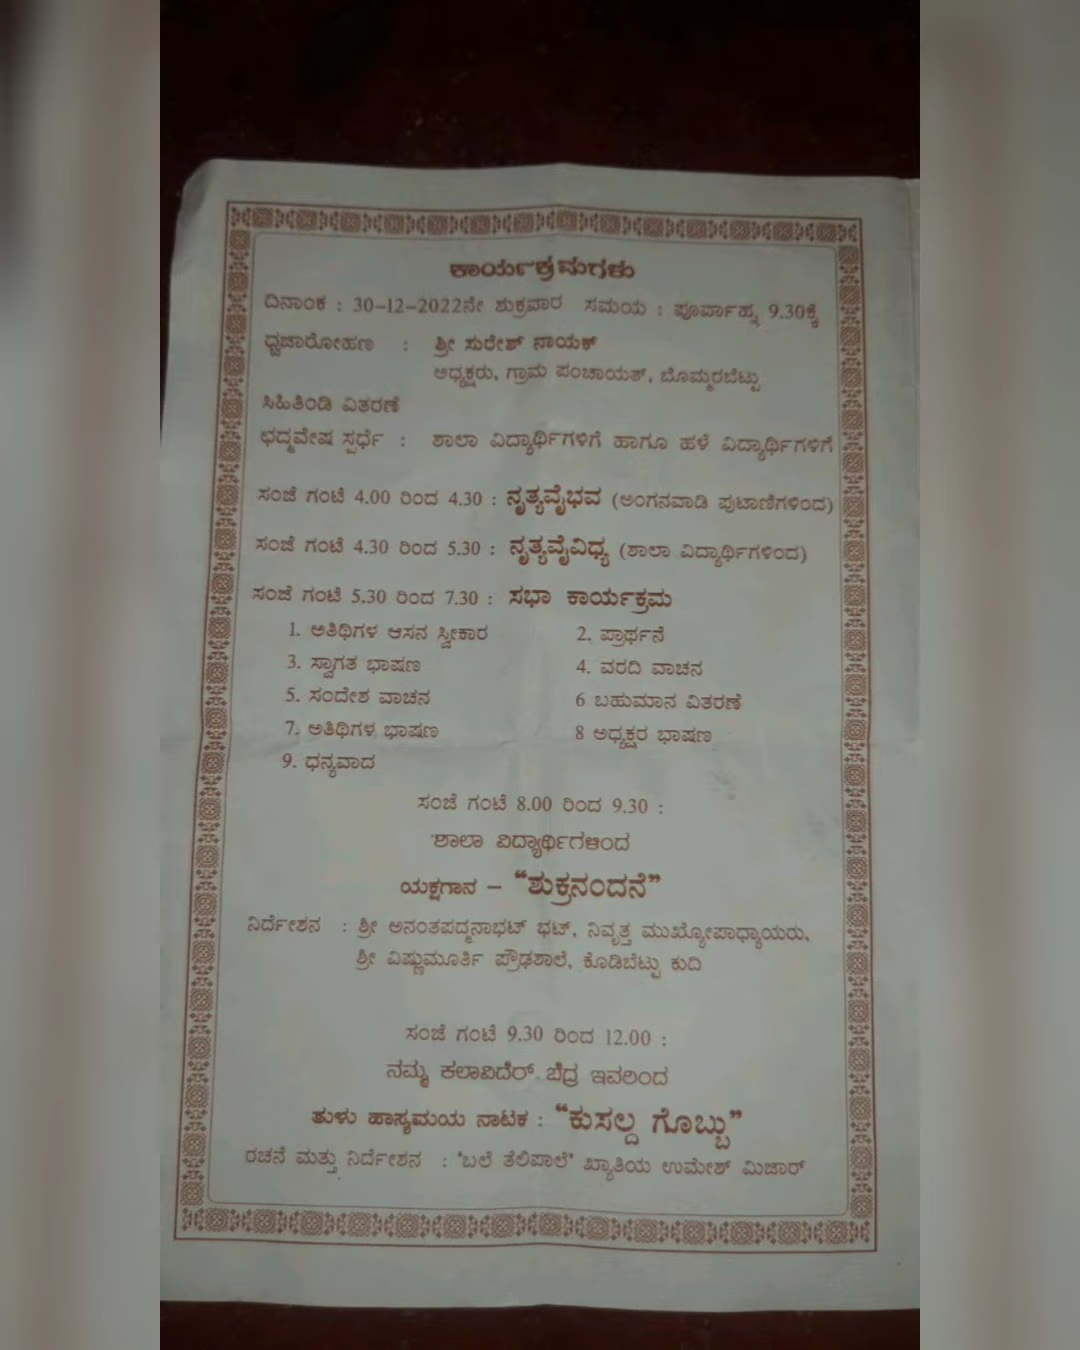 ಕಾರ್ಯಕ್ರಮಗಳು
ದಿನಾಂಕ : 30-12-2022ನೇ ಶುಕ್ರವಾರ ಸಮಯ : ಪೂರ್ವಾಹ್ನ 9.30ಕ್ಕೆ
ಧ್ವಜಾರೋಹಣ : ಶ್ರೀ ಸುರೇಶ್ ನಾಯಕ್
ಅಧ್ಯಕ್ಷರು, ಗ್ರಾಮ ಪಂಚಾಯತ್, ಬೊಮ್ಮರಬೆಟ್ಟು
ಸಿಹಿತಿಂಡಿ ವಿತರಣೆ
ಛದ್ಮವೇಷ ಸ್ಪರ್ಧೆ : ಶಾಲಾ ವಿದ್ಯಾರ್ಥಿಗಳಿಗೆ ಹಾಗೂ ಹಳೆ ವಿದ್ಯಾರ್ಥಿಗಳಿಗೆ
ಸಂಜೆ ಗಂಟೆ 4.00 ರಿಂದ 4.30 : ನೃತ್ಯವೈಭವ (ಅಂಗನವಾಡಿ ಪುಟಾಣಿಗಳಿಂದ)
ಸಂಜೆ ಗಂಟೆ 4.30 ರಿಂದ 5.30 : ನೃತ್ಯವೈವಿಧ್ಯ (ಶಾಲಾ ವಿದ್ಯಾರ್ಥಿಗಳಿಂದ)
ಸಂಜೆ ಗಂಟೆ 5.30 ರಿಂದ 7.30 : ಸಭಾ ಕಾರ್ಯಕ್ರಮ
1. ಅತಿಥಿಗಳ ಆಸನ ಸ್ವೀಕಾರ 2. ಪ್ರಾರ್ಥನೆ
3. ಸ್ವಾಗತ ಭಾಷಣ 4. ವರದಿ ವಾಚನ
5. ಸಂದೇಶ ವಾಚನ 6 ಬಹುಮಾನ ವಿತರಣೆ
7. ಅತಿಥಿಗಳ ಭಾಷಣ 8 ಅಧ್ಯಕ್ಷರ ಭಾಷಣ
9. ಧನ್ಯವಾದ
ಸಂಜೆ ಗಂಟೆ 8.00 ರಿಂದ 9.30 :
ಶಾಲಾ ವಿದ್ಯಾರ್ಥಿಗಳಿಂದ
ಯಕ್ಷಗಾನ – “ಶುಕ್ರನಂದನೆ”
ನಿರ್ದೇಶನ : ಶ್ರೀ ಅನಂತಪದ್ಮನಾಭಟ್ ಭಟ್, ನಿವೃತ್ತ ಮುಖ್ಯೋಪಾಧ್ಯಾಯರು,
ಶ್ರೀ ವಿಷ್ಣುಮೂರ್ತಿ ಪ್ರೌಢಶಾಲೆ, ಕೊಡಿಬೆಟ್ಟು ಕುದಿ
ಸಂಜೆ ಗಂಟೆ 9.30 ರಿಂದ 12.00 :
ನಮ್ಮ ಕಲಾವಿದೆರ್ ಬೆದ್ರ ಇವರಿಂದ
ತುಳು ಹಾಸ್ಯಮಯ ನಾಟಕ : “ಕುಸಲ್ದ ಗೊಬ್ಬು”
ರಚನೆ ಮತ್ತು ನಿರ್ದೇಶನ : ‘ಬಲೆ ತೆಲಿಪಾಲೆ’ ಖ್ಯಾತಿಯ ಉಮೇಶ್ ಮಿಜಾರ್